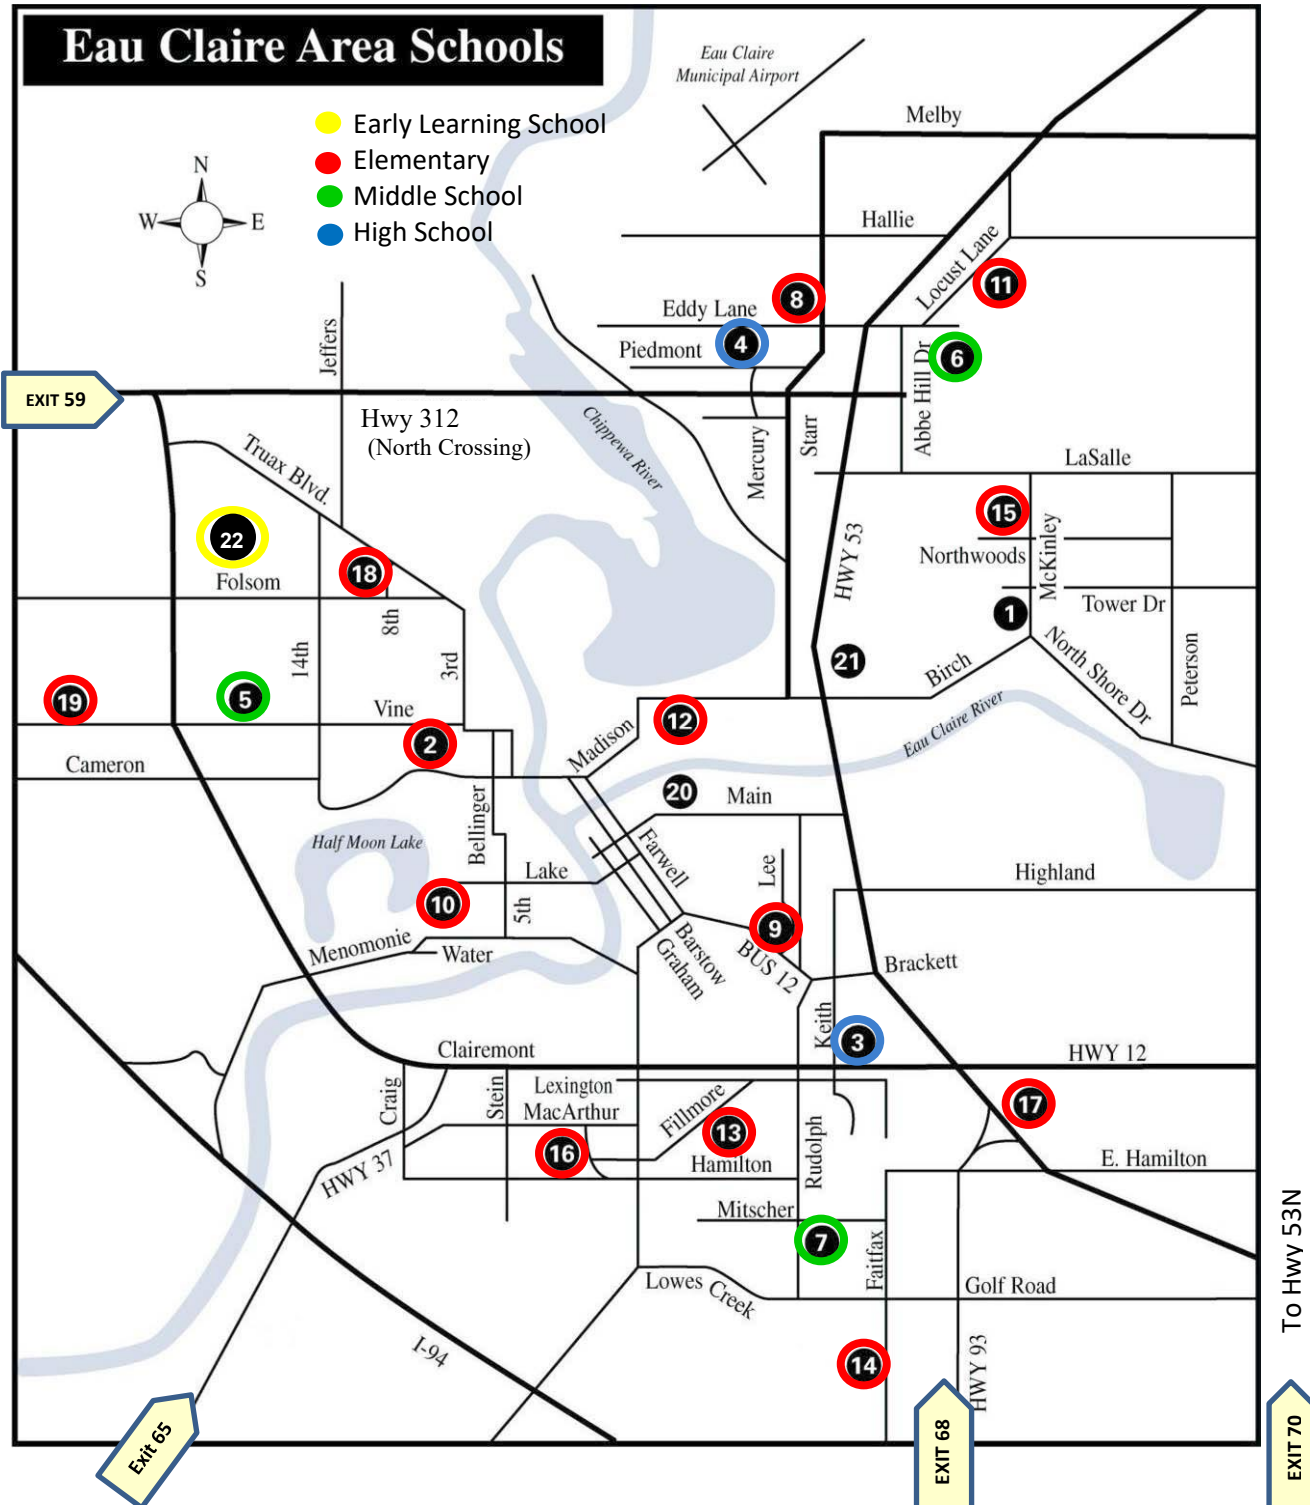 Eau Claire Area Schools
Early Learning School
Elementary
Middle School
High School
N
W
E
S
Eau Claire
Municipal Airport
Melby
Hallie
Locust Lane
11
8
Eddy Lane
4
Piedmont
6
Abbe Hill Dr
Jeffers
EXIT 59
Hwy 312
(North Crossing)
Chippewa River
Mercury
Starr
LaSalle
Truax Blvd.
22
Folsom
18
8th
15
Northwoods
McKinley
HWY 53
Tower Dr
1
14th
3rd
21
Birch
North Shore Dr
Peterson
19
5
Vine
2
Madison
12
Eau Claire River
Cameron
20
Main
Bellinger
Half Moon Lake
Farwell
Lake
Lee
Highland
10
5th
9
Menomonie
Water
Barstow
Graham
BUS 12
Brackett
Keith
3
Clairemont
HWY 12
Craig
Stein
Lexington
MacArthur
Fillmore
17
13
16
Hamilton
Rudolph
E. Hamilton
HWY 37
Mitscher
7
Faitfax
Lowes Creek
Golf Road
To Hwy 53N
I-94
14
HWY 93
Exit 65
EXIT 68
EXIT 70